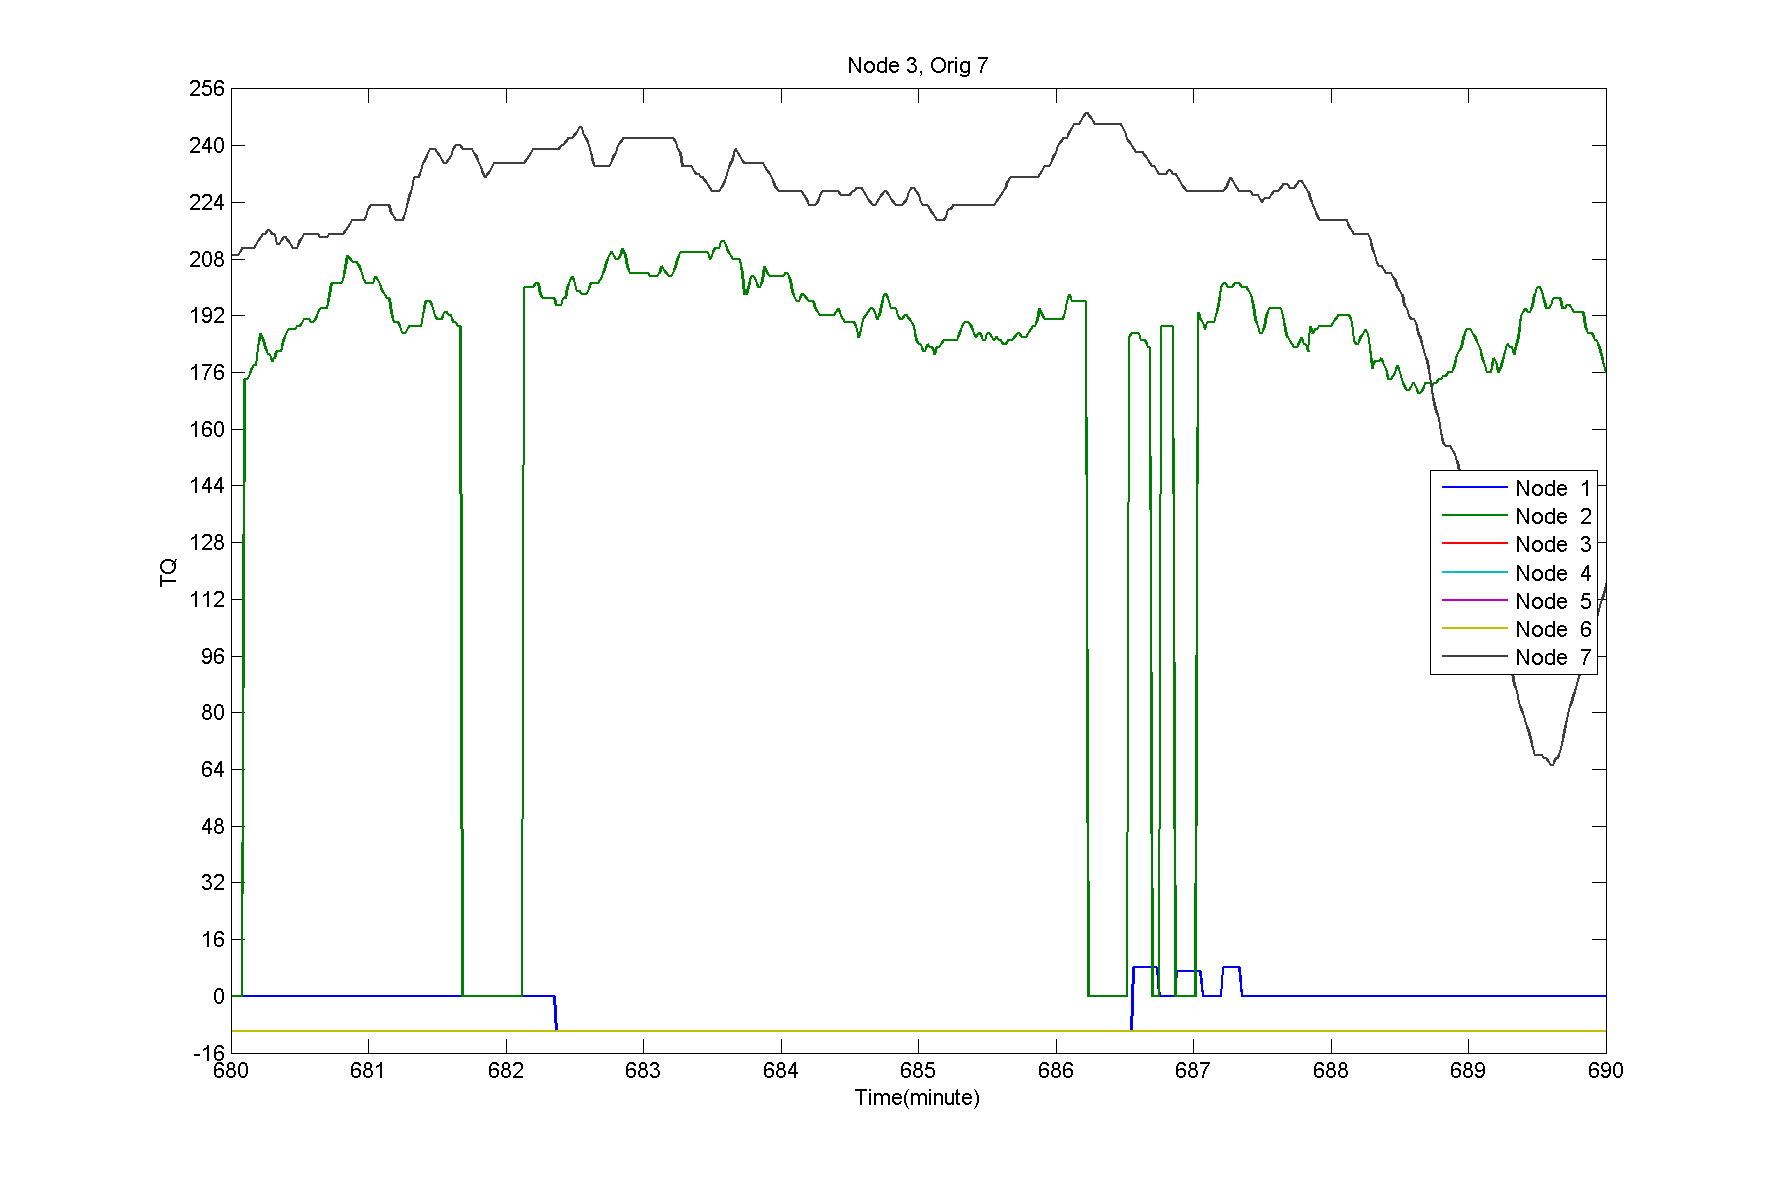 Node 3, Orig 7
256
240
224
208
192
176
160
144
128
112
96
80
64
48
32
16
0
-16
TQ
Node 1
Node 2
Node 3
Node 4
Node 5
Node 6
Node 7
680 681 682 683 684 685 686 687 688 689 690
Time(minute)